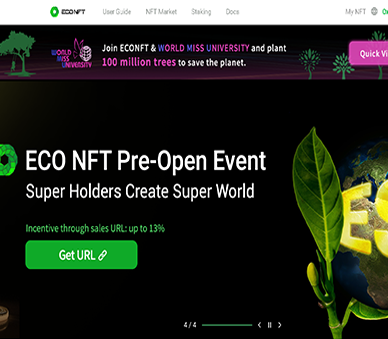 ECONFT User Guide NFT Market Staking Docs My NFT
WORLD
MISS
UNIVERSITY
Join ECONFT & WORLD MISS UNIVERSITY and plant
100 million trees to save the planet.
Quick Vi
ECO NFT Pre-Open Event
Super Holders Create Super World
Incentive through sales URL: up to 13%
Get URL
ES
4 / 4